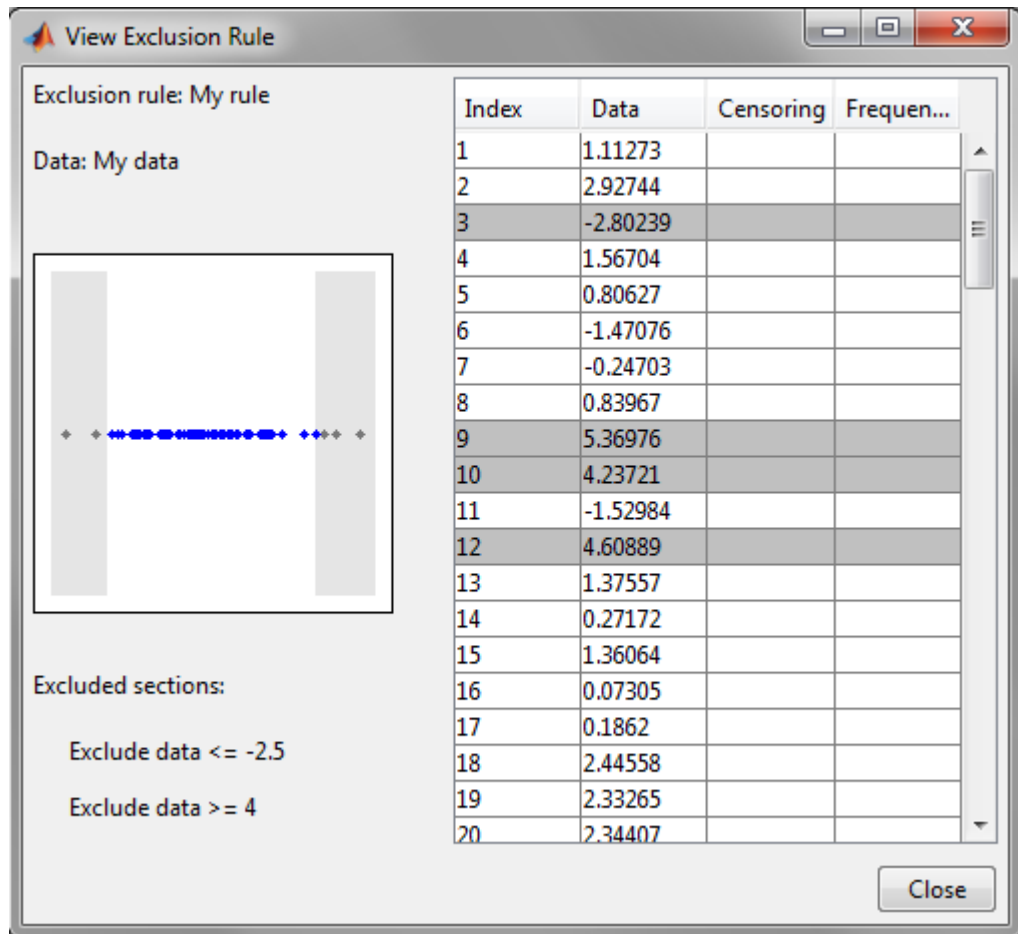 View Exclusion Rule
Exclusion rule: My rule
Data: My data
Excluded sections:
Exclude data <= -2.5
Exclude data >= 4
Index Data Censoring Frequen...
1 1.11273
2 2.92744
3 -2.80239
4 1.56704
5 0.80627
6 -1.47076
7 -0.24703
8 0.83967
9 5.36976
10 4.23721
11 -1.52984
12 4.60889
13 1.37557
14 0.27172
15 1.36064
16 0.07305
17 0.1862
18 2.44558
19 2.33265
20 2.34407
Close